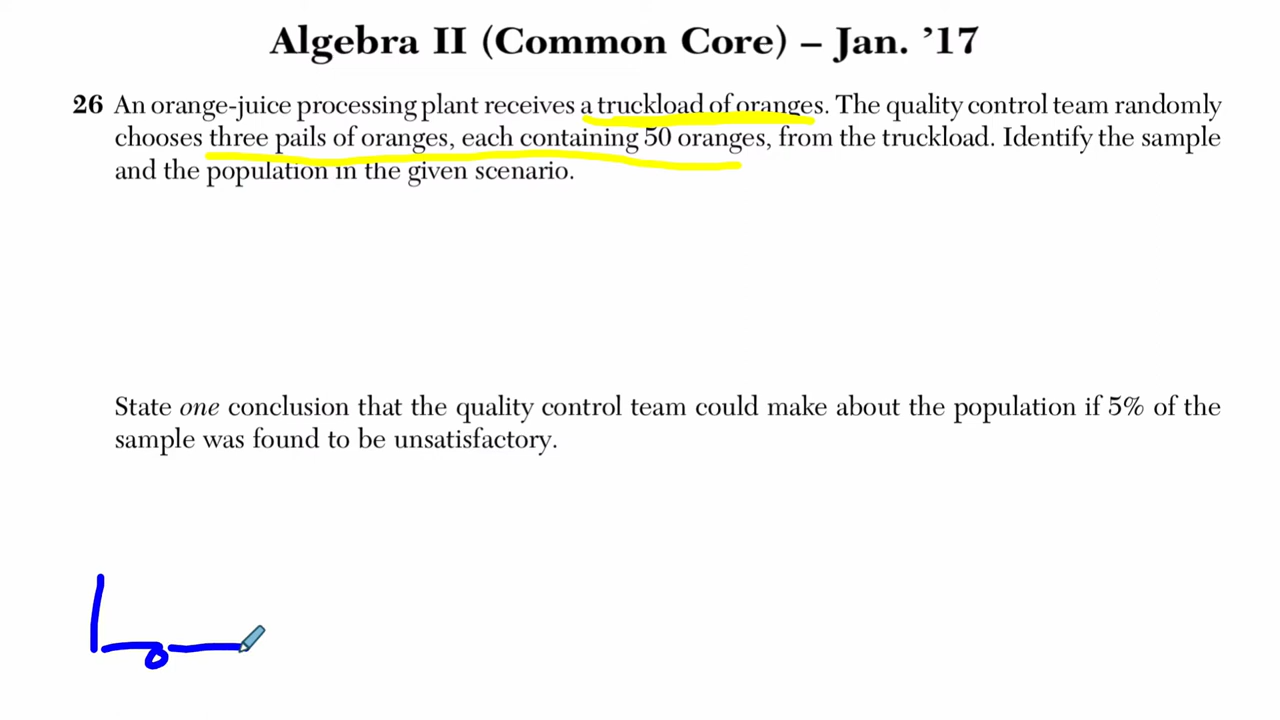 Algebra II (Common Core) – Jan. ’17
26 An orange-juice processing plant receives a truckload of oranges. The quality control team randomly
chooses three pails of oranges, each containing 50 oranges, from the truckload. Identify the sample
and the population in the given scenario.
State one conclusion that the quality control team could make about the population if 5% of the
sample was found to be unsatisfactory.